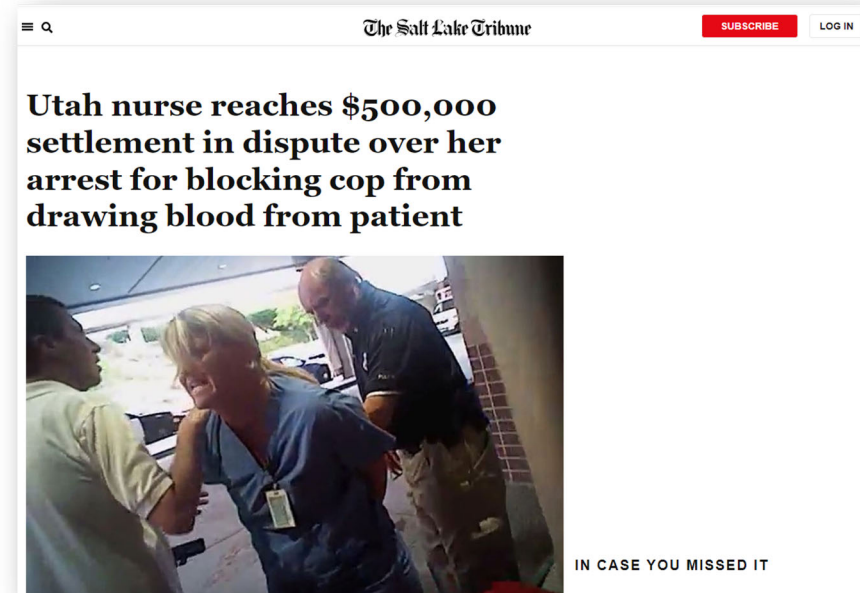 The Salt Lake Tribune
SUBSCRIBE
LOG IN
Utah nurse reaches $500,000
settlement in dispute over her
arrest for blocking cop from
drawing blood from patient
IN CASE YOU MISSED IT